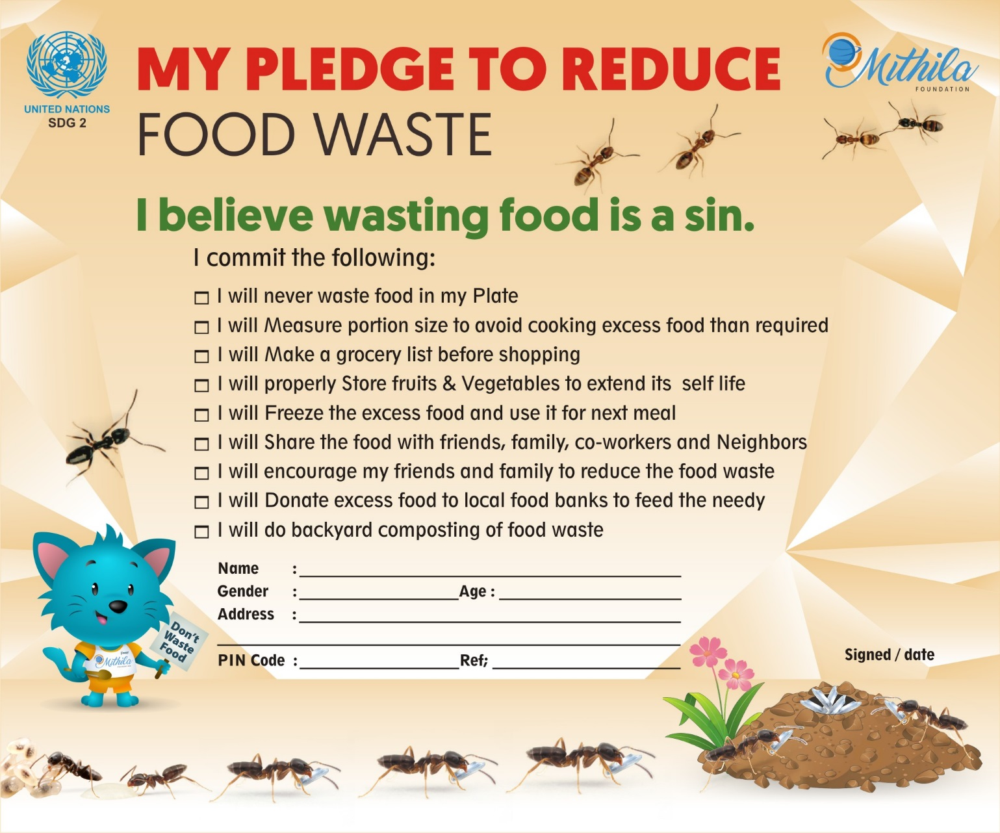 UNITED NATIONS
SDG 2
MY PLEDGE TO REDUCE
FOOD WASTE
Mithila
FOUNDATION
I believe wasting food is a sin.
I commit the following:
I will never waste food in my Plate
I will Measure portion size to avoid cooking excess food than required
I will Make a grocery list before shopping
I will properly Store fruits & Vegetables to extend its self life
I will Freeze the excess food and use it for next meal
I will Share the food with friends, family, co-workers and Neighbors
I will encourage my friends and family to reduce the food waste
I will Donate excess food to local food banks to feed the needy
I will do backyard composting of food waste
Name :
Gender : Age :
Address :
PIN Code : Ref;
Signed / date
Don't
Waste
Food
Mithila